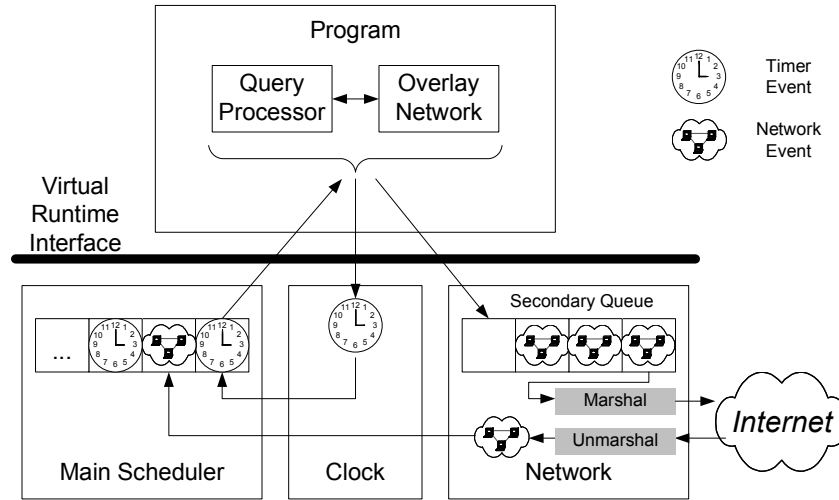 Program
Query
Processor
Overlay
Network
Timer
Event
Network
Event
Virtual
Runtime
Interface
Secondary Queue
...
Marshal
Unmarshal
Internet
Main Scheduler
Clock
Network